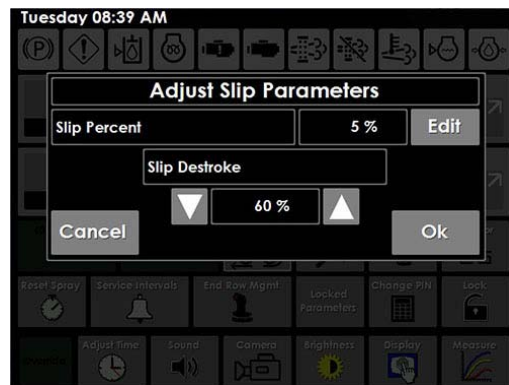 Tuesday 08:39 AM
Adjust Slip Parameters
Slip Percent 5 % Edit
Slip Destroke
60 %
Cancel Ok
Reset Spray Service Intervals End Row Mgmt Locked Parameters Change PIN Lock
Adjust Time Sound Camera Brightness Display Measure